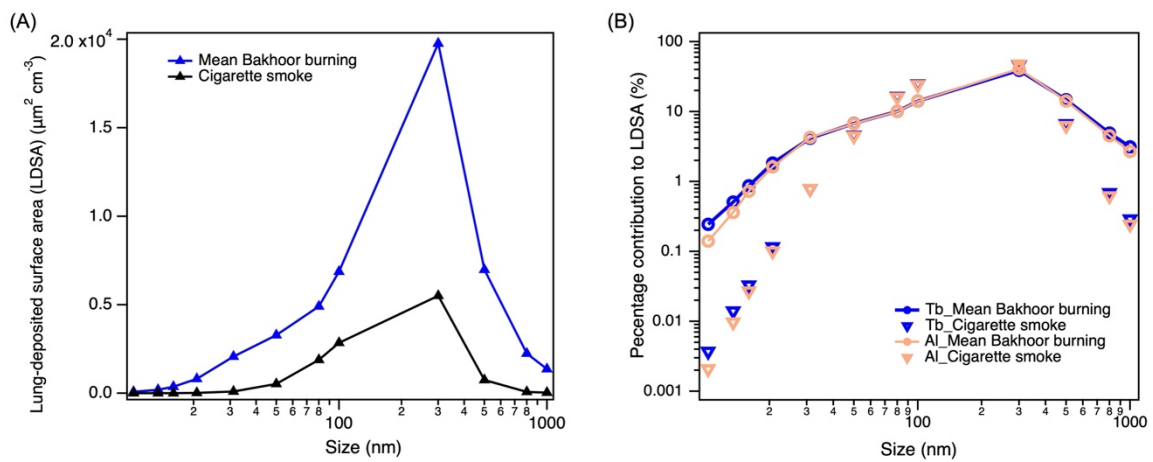 (A)
Lung-deposited surface area (LDSA) (µm² cm⁻³)
2.0 x10⁴
1.5
1.0
0.5
0.0
Mean Bakhoor burning
Cigarette smoke
2 3 4 5 6 7 8 100 2 3 4 5 6 7 8 1000
Size (nm)
(B)
Pecentage contribution to LDSA (%)
100
10
1
0.1
0.01
0.001
Tb_Mean Bakhoor burning
Tb_Cigarette smoke
Al_Mean Bakhoor burning
Al_Cigarette smoke
2 3 4 5 6 7 8 9 100 2 3 4 5 6 7 8 9 1000
Size (nm)